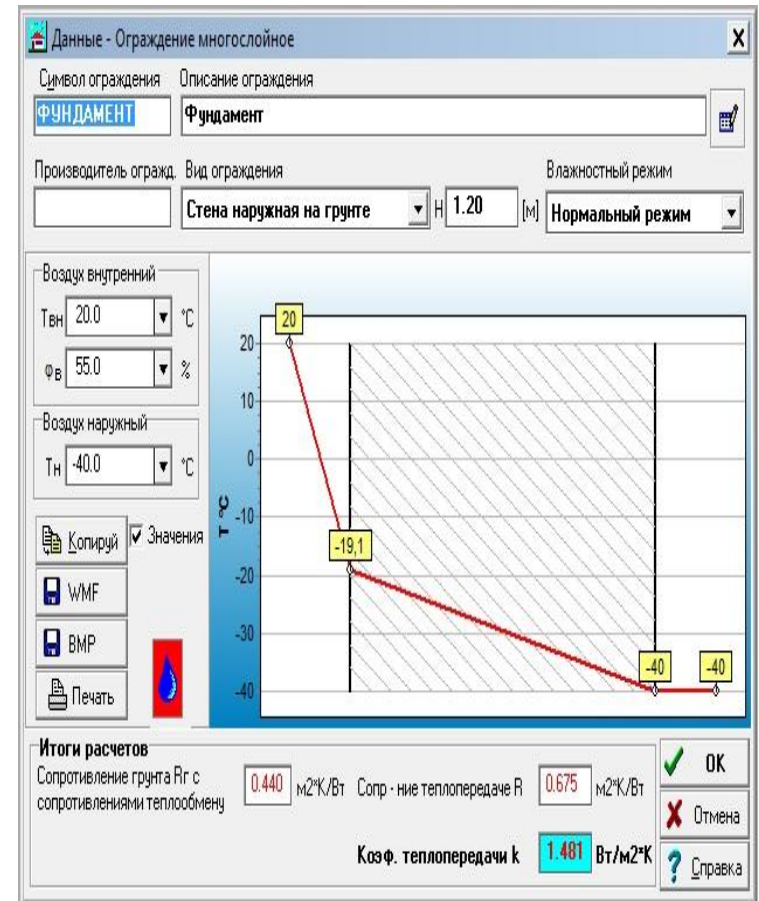 Данные - Ограждение многослойное
Символ ограждения Описание ограждения
ФУНДАМЕНТ Фундамент
Производитель огражд. Вид ограждения Влажностный режим
Стена наружная на грунте H 1.20 [м] Нормальный режим
Воздух внутренний
Твн 20.0 °C
φв 55.0 %
Воздух наружный
Тн -40.0 °C
Копируй Значения
WMF
BMP
Печать
T °C
20
10
0
-10
-20
-30
-40
20
-19,1
-40 -40
Итоги расчетов
Сопротивление грунта Rг с
сопротивлениями теплообмену
0.440 м2*К/Вт Сопр - ние теплопередаче R 0.675 м2*К/Вт
Коэф. теплопередачи k 1.481 Вт/м2*К
OK
Отмена
Справка